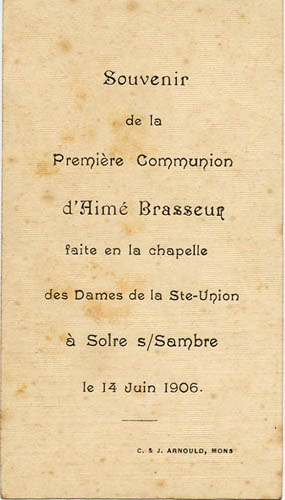 Souvenir
de la
Première Communion
d'Aimé Brasseur
faite en la chapelle
des Dames de la Ste-Union
à Solre s/Sambre
le 14 Juin 1906.
C. & J. ARNOULD, MONS